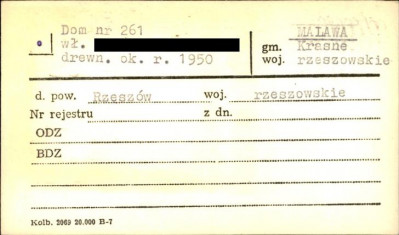 Dom nr 261
wł.
drewn. ok. r. 1950
MALAWA
gm. Krasne
woj. rzeszowskie
d. pow. Rzeszów woj. rzeszowskie
Nr rejestru z dn.
ODZ
BDZ
Kolb. 2069 20.000 B-7